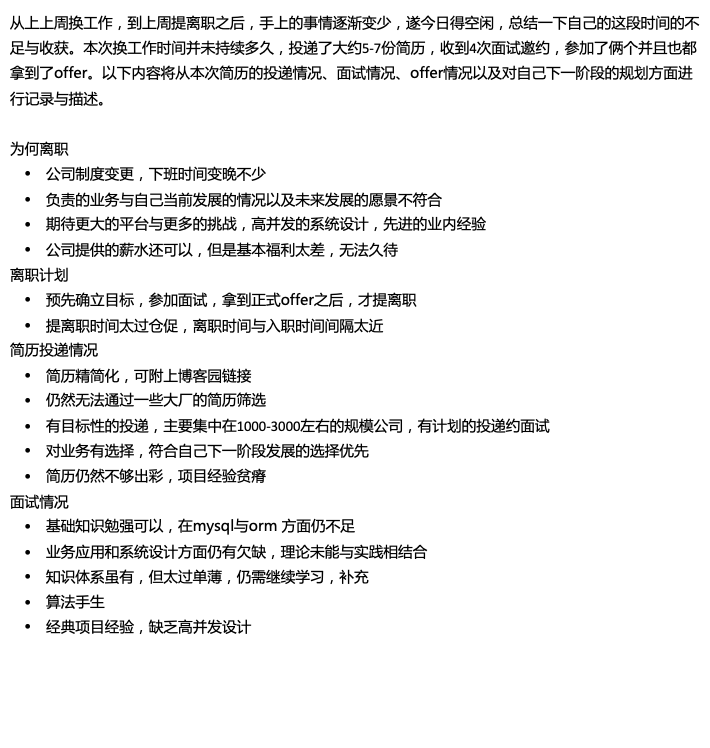 从上上周换工作，到上周提离职之后，手上的事情逐渐变少，遂今日得空闲，总结一下自己的这段时间的不
足与收获。本次换工作时间并未持续多久，投递了大约5-7份简历，收到4次面试邀约，参加了俩个并且也都
拿到了offer。以下内容将从本次简历的投递情况、面试情况、offer情况以及对自己下一阶段的规划方面进
行记录与描述。
为何离职
• 公司制度变更，下班时间变晚不少
• 负责的业务与自己当前发展的情况以及未来发展的愿景不符合
• 期待更大的平台与更多的挑战，高并发的系统设计，先进的业内经验
• 公司提供的薪水还可以，但是基本福利太差，无法久待
离职计划
• 预先确立目标，参加面试，拿到正式offer之后，才提离职
• 提离职时间太过仓促，离职时间与入职时间间隔太近
简历投递情况
• 简历精简化，可附上博客园链接
• 仍然无法通过一些大厂的简历筛选
• 有目标性的投递，主要集中在1000-3000左右的规模公司，有计划的投递约面试
• 对业务有选择，符合自己下一阶段发展的选择优先
• 简历仍然不够出彩，项目经验贫瘠
面试情况
• 基础知识勉强可以，在mysql与orm 方面仍不足
• 业务应用和系统设计方面仍有欠缺，理论未能与实践相结合
• 知识体系虽有，但太过单薄，仍需继续学习，补充
• 算法手生
• 经典项目经验，缺乏高并发设计